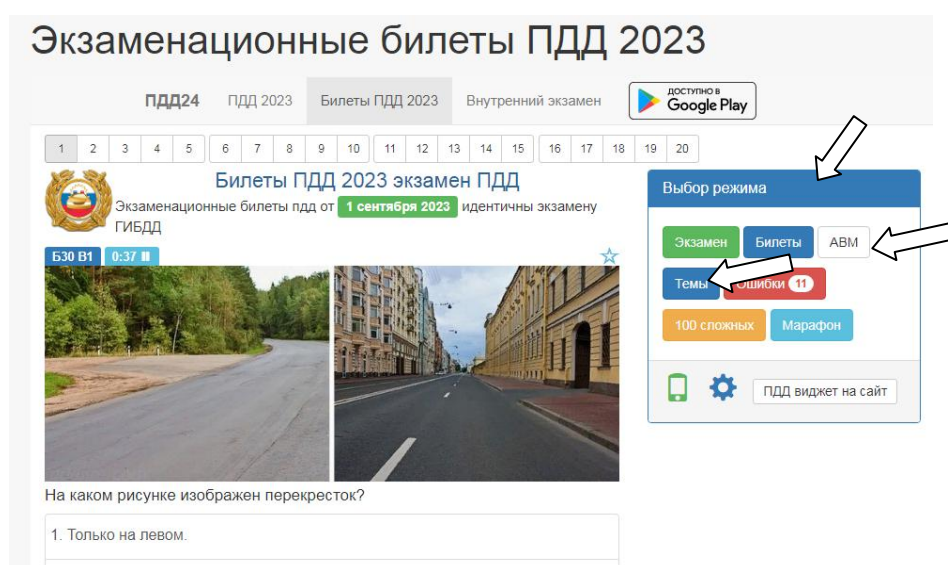 Экзаменационные билеты ПДД 2023
ПДД24 ПДД 2023 Билеты ПДД 2023 Внутренний экзамен ДОСТУПНО В Google Play
1 2 3 4 5 6 7 8 9 10 11 12 13 14 15 16 17 18 19 20
Билеты ПДД 2023 экзамен ПДД
Экзаменационные билеты пдд от 1 сентября 2023 идентичны экзамену
ГИБДД
Б30 В1 0:37
На каком рисунке изображен перекресток?
1. Только на левом.
Выбор режима
Экзамен Билеты АВМ
Темы Ошибки 11
100 сложных Марафон
ПДД виджет на сайт